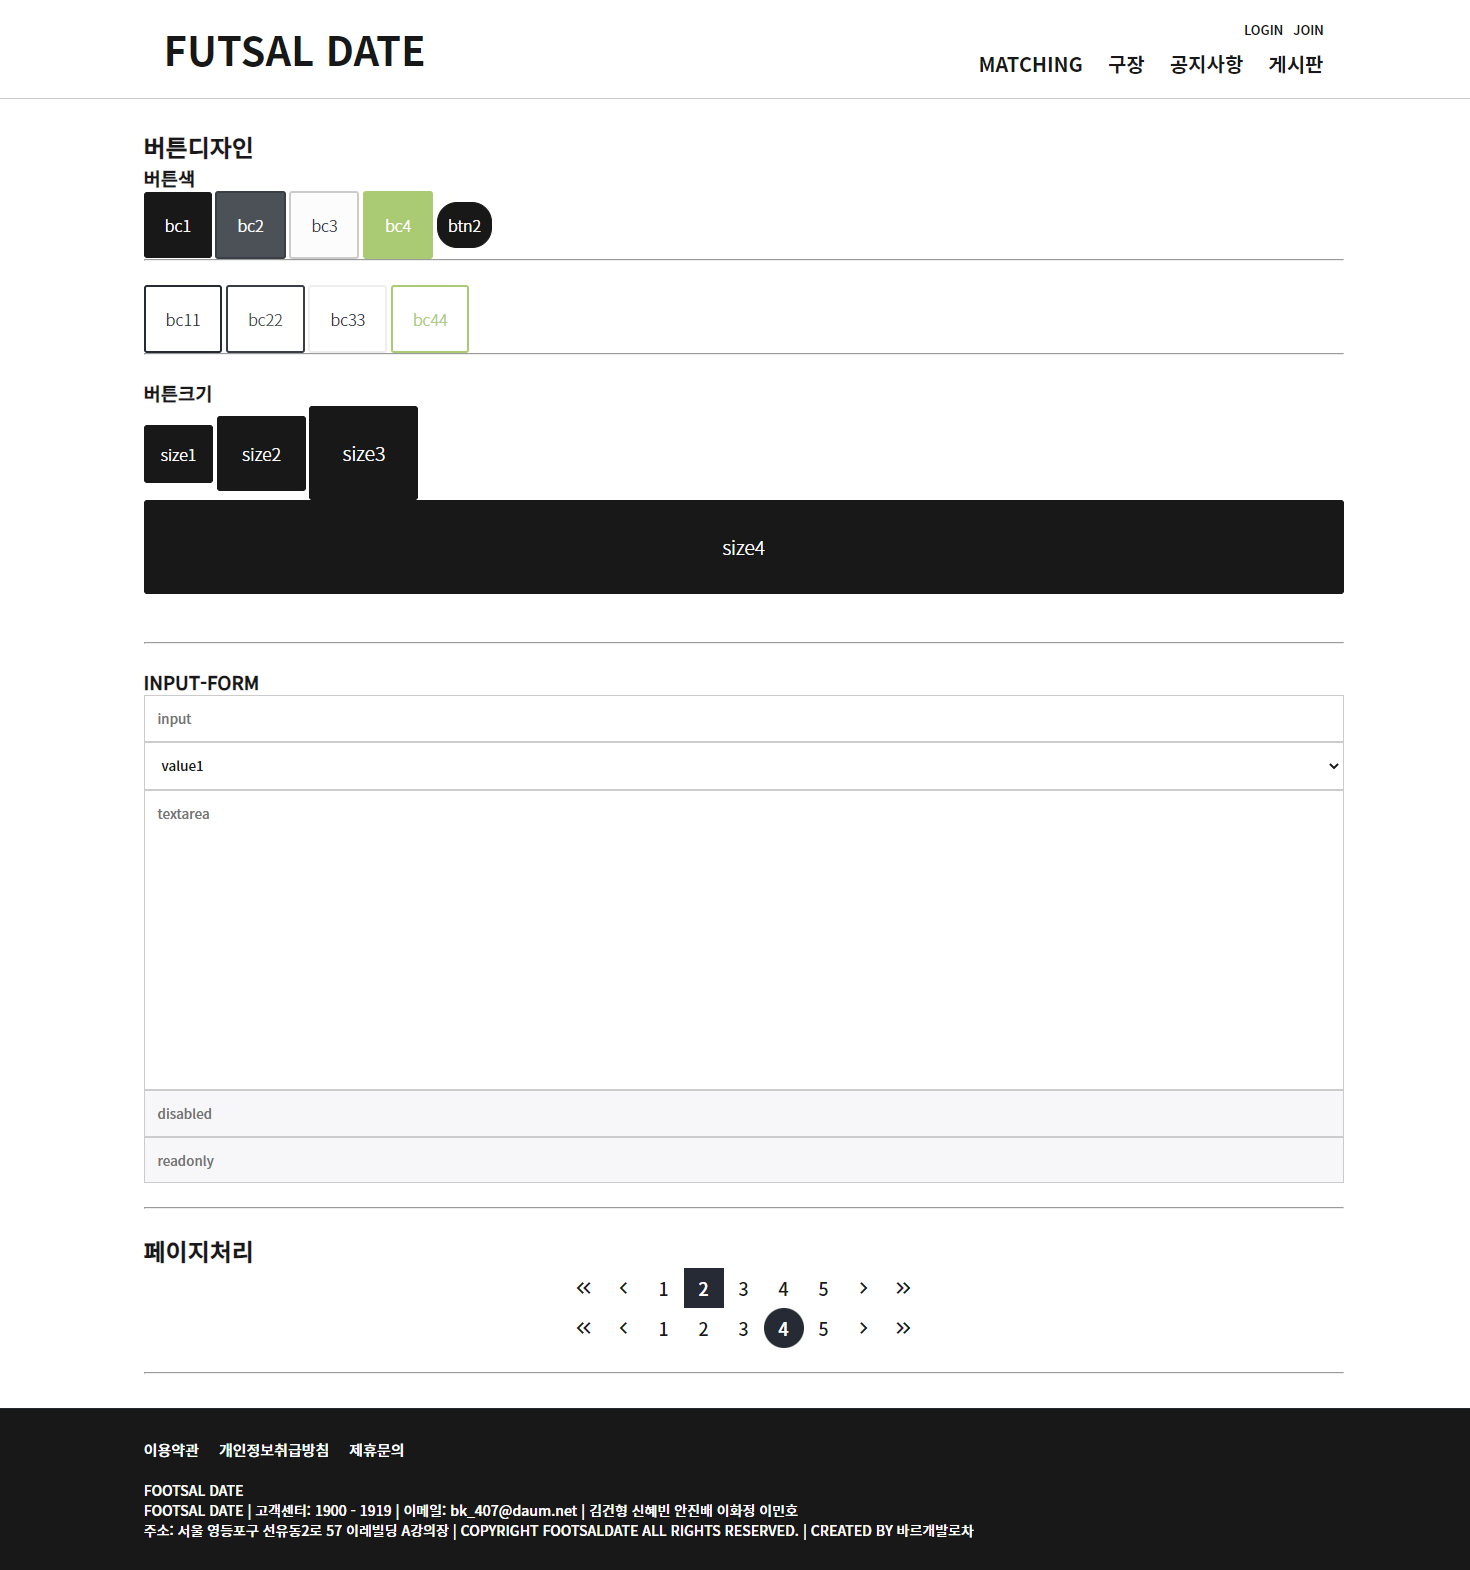 FUTSAL DATE
LOGIN JOIN
MATCHING 구장 공지사항 게시판
버튼디자인
버튼색
bc1 bc2 bc3 bc4 btn2
bc11 bc22 bc33 bc44
버튼크기
size1 size2 size3
size4
INPUT-FORM
input
value1
textarea
disabled
readonly
페이지처리
« ‹ 1 2 3 4 5 › »
« ‹ 1 2 3 4 5 › »
이용약관 개인정보취급방침 제휴문의
FOOTSAL DATE
FOOTSAL DATE | 고객센터: 1900 - 1919 | 이메일: bk_407@daum.net | 김건형 신혜빈 안진배 이화정 이민호
주소: 서울 영등포구 선유동2로 57 이레빌딩 A강의장 | COPYRIGHT FOOTSALDATE ALL RIGHTS RESERVED. | CREATED BY 바르개발로차